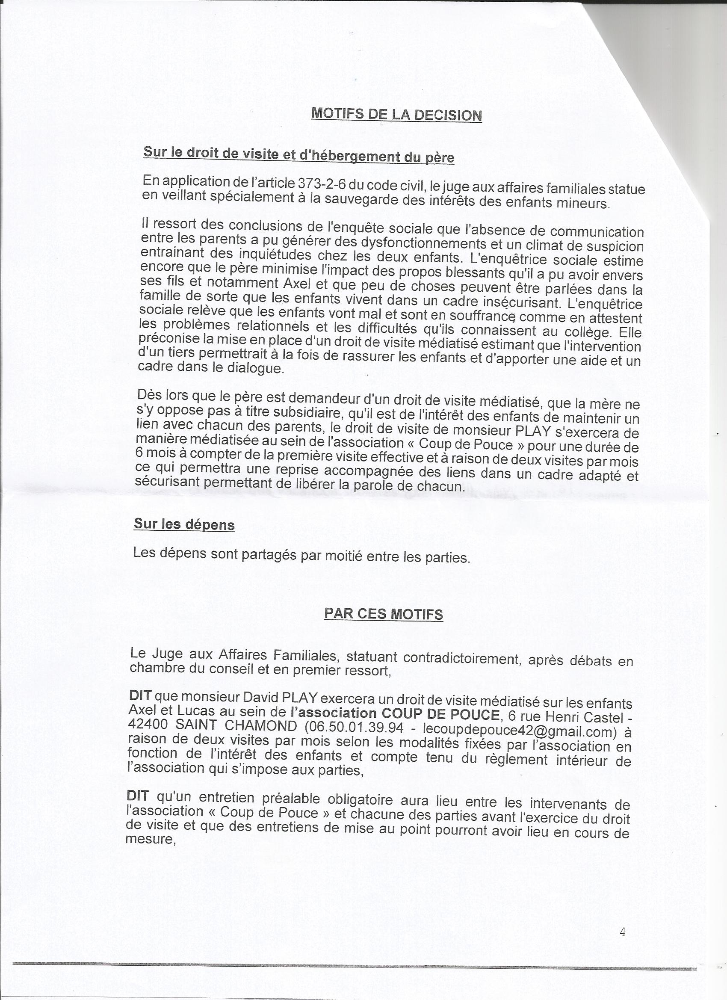 MOTIFS DE LA DECISION
Sur le droit de visite et d'hébergement du père
En application de l'article 373-2-6 du code civil, le juge aux affaires familiales statue
en veillant spécialement à la sauvegarde des intérêts des enfants mineurs.
Il ressort des conclusions de l'enquête sociale que l'absence de communication
entre les parents a pu générer des dysfonctionnements et un climat de suspicion
entrainant des inquiétudes chez les deux enfants. L'enquêtrice sociale estime
encore que le père minimise l'impact des propos blessants qu'il a pu avoir envers
ses fils et notamment Axel et que peu de choses peuvent être parlées dans la
famille de sorte que les enfants vivent dans un cadre insécurisant. L'enquêtrice
sociale relève que les enfants vont mal et sont en souffrance comme en attestent
les problèmes relationnels et les difficultés qu'ils connaissent au collège. Elle
préconise la mise en place d'un droit de visite médiatisé estimant que l'intervention
d'un tiers permettrait à la fois de rassurer les enfants et d'apporter une aide et un
cadre dans le dialogue.
Dès lors que le père est demandeur d'un droit de visite médiatisé, que la mère ne
s'y oppose pas à titre subsidiaire, qu'il est de l'intérêt des enfants de maintenir un
lien avec chacun des parents, le droit de visite de monsieur PLAY s'exercera de
manière médiatisée au sein de l'association « Coup de Pouce » pour une durée de
6 mois à compter de la première visite effective et à raison de deux visites par mois
ce qui permettra une reprise accompagnée des liens dans un cadre adapté et
sécurisant permettant de libérer la parole de chacun.
Sur les dépens
Les dépens sont partagés par moitié entre les parties.
PAR CES MOTIFS
Le Juge aux Affaires Familiales, statuant contradictoirement, après débats en
chambre du conseil et en premier ressort,
DIT que monsieur David PLAY exercera un droit de visite médiatisé sur les enfants
Axel et Lucas au sein de l'association COUP DE POUCE, 6 rue Henri Castel -
42400 SAINT CHAMOND (06.50.01.39.94 - lecoupdepouce42@gmail.com) à
raison de deux visites par mois selon les modalités fixées par l'association en
fonction de l'intérêt des enfants et compte tenu du règlement intérieur de
l'association qui s'impose aux parties,
DIT qu'un entretien préalable obligatoire aura lieu entre les intervenants de
l'association « Coup de Pouce » et chacune des parties avant l'exercice du droit
de visite et que des entretiens de mise au point pourront avoir lieu en cours de
mesure,
4